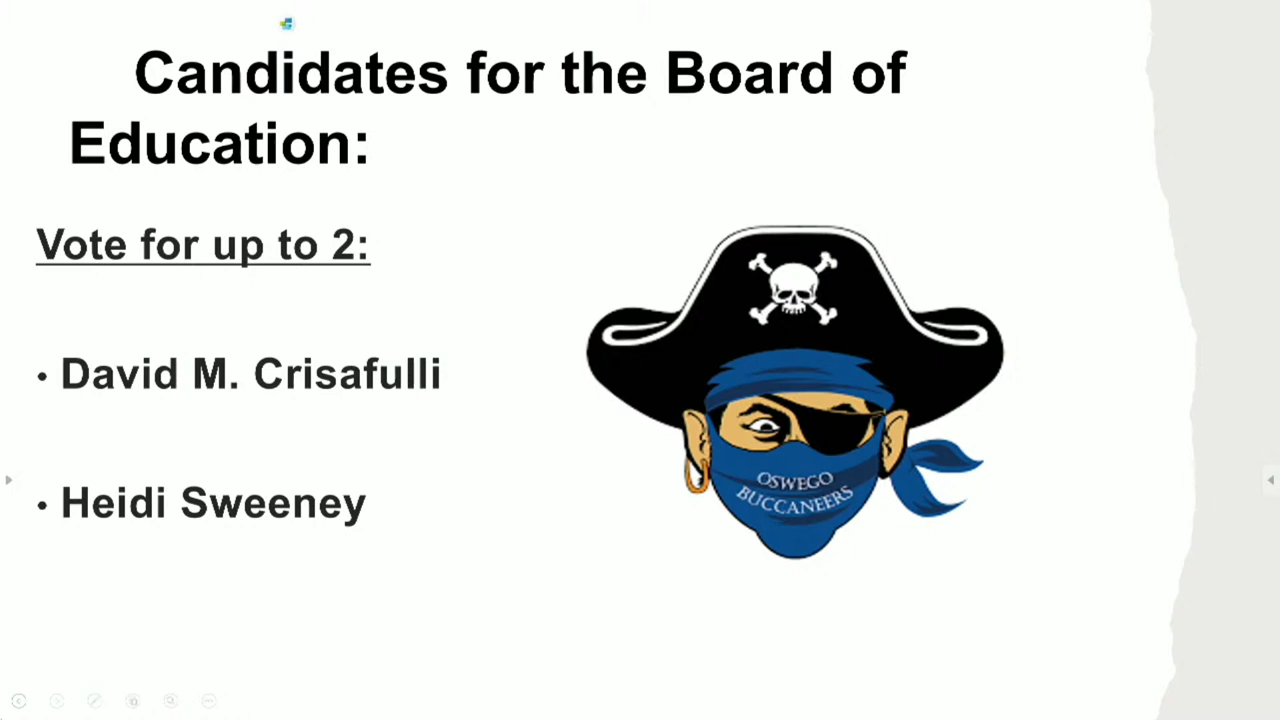 Candidates for the Board of
Education:
Vote for up to 2:
• David M. Crisafulli
• Heidi Sweeney
OSWEGO
BUCCANEERS